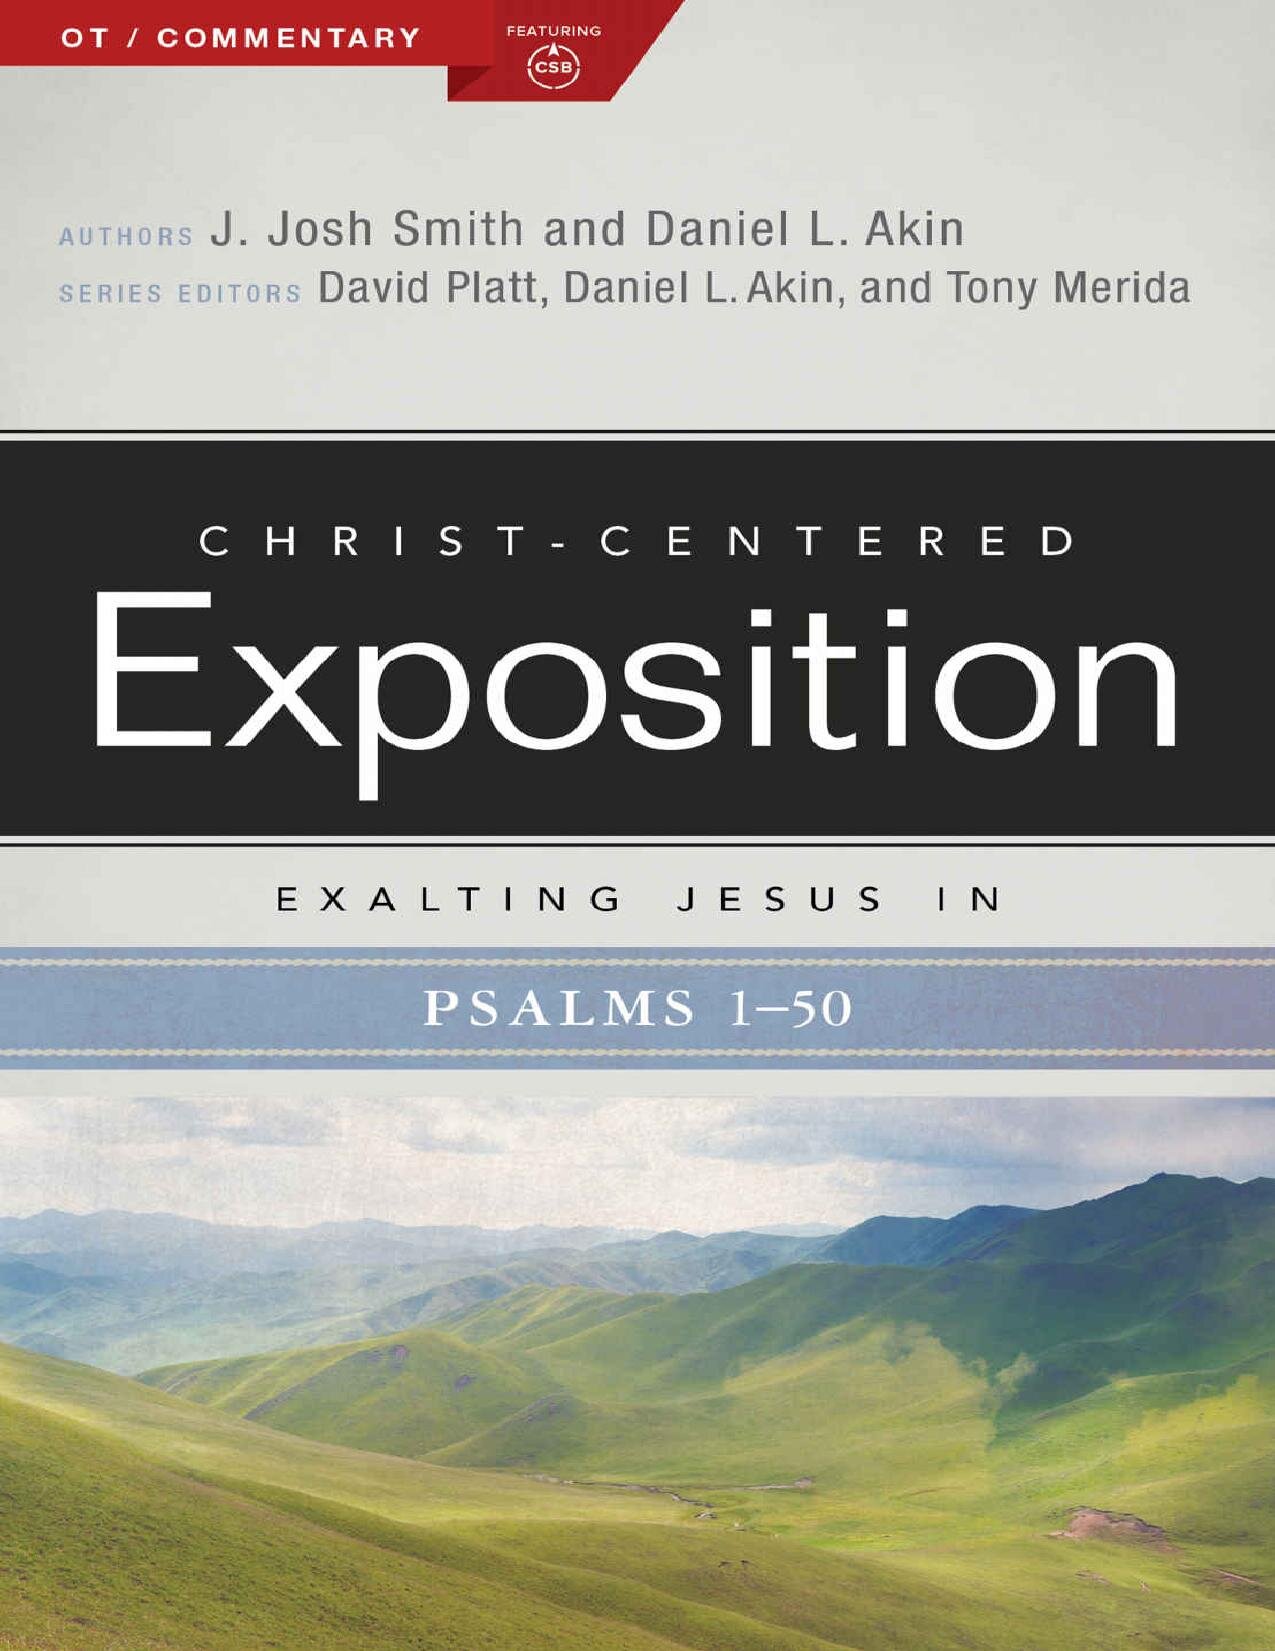 OT / COMMENTARY
FEATURING
CSB
AUTHORS J. Josh Smith and Daniel L. Akin
SERIES EDITORS David Platt, Daniel L. Akin, and Tony Merida
CHRIST-CENTERED
Exposition
EXALTING JESUS IN
PSALMS 1–50